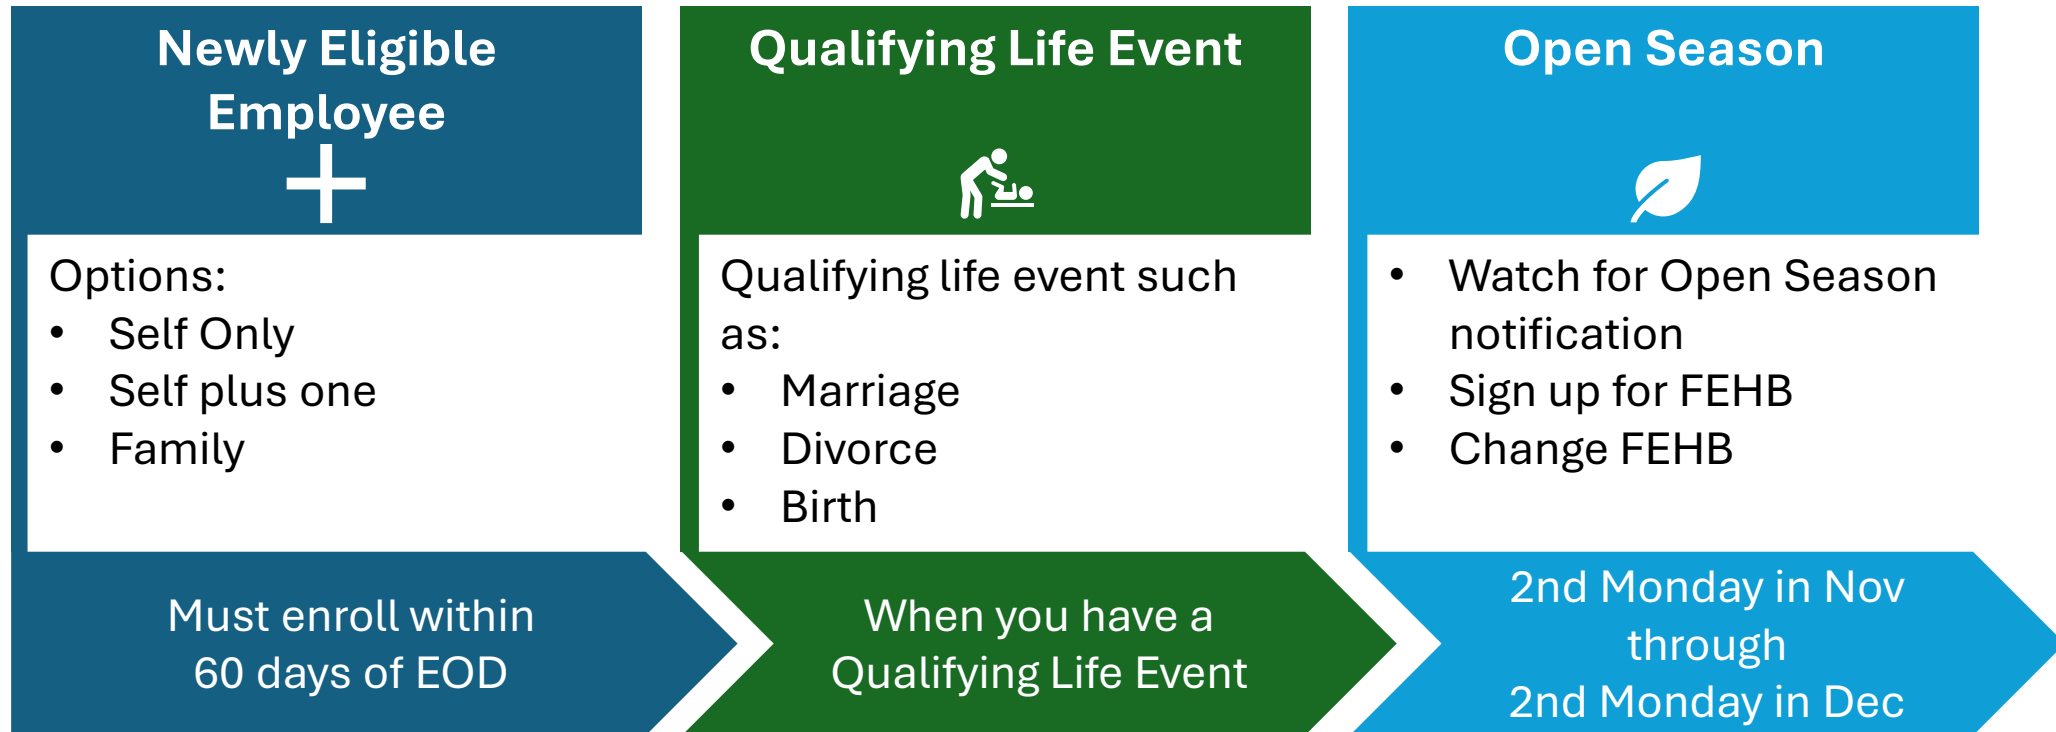 Newly Eligible
Employee
Options:
• Self Only
• Self plus one
• Family
Must enroll within
60 days of EOD
Qualifying Life Event
Qualifying life event such
as:
• Marriage
• Divorce
• Birth
When you have a
Qualifying Life Event
Open Season
• Watch for Open Season
notification
• Sign up for FEHB
• Change FEHB
2nd Monday in Nov
through
2nd Monday in Dec